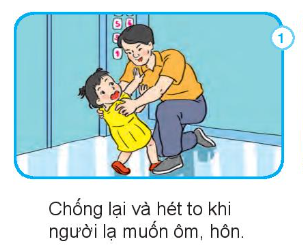 1
Chống lại và hét to khi
người lạ muốn ôm, hôn.